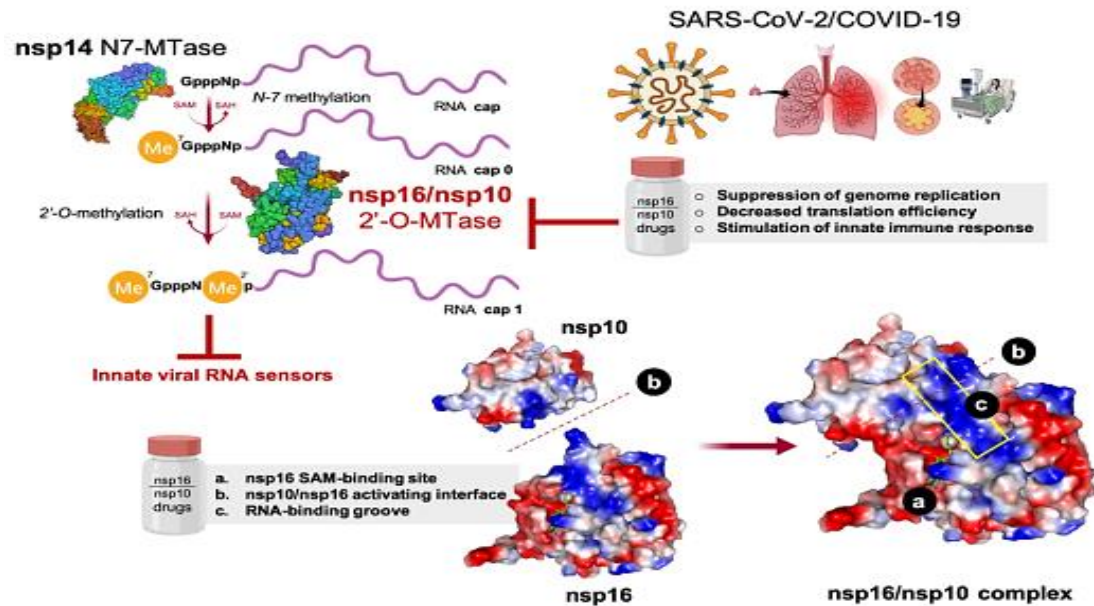 nsp14 N7-MTase
GpppNp
SAM
SAH
N-7 methylation
RNA cap
Me
7'
GpppNp
RNA cap 0
2'-O-methylation
SAH
SAM
nsp16/nsp10
2'-O-MTase
Me
7'
GpppN
Me
2'
p
RNA cap 1
Innate viral RNA sensors
SARS-CoV-2/COVID-19
nsp16
nsp10
drugs
o Suppression of genome replication
o Decreased translation efficiency
o Stimulation of innate immune response
nsp16
nsp10
drugs
a. nsp16 SAM-binding site
b. nsp10/nsp16 activating interface
c. RNA-binding groove
nsp10
b
nsp16
b
c
a
nsp16/nsp10 complex